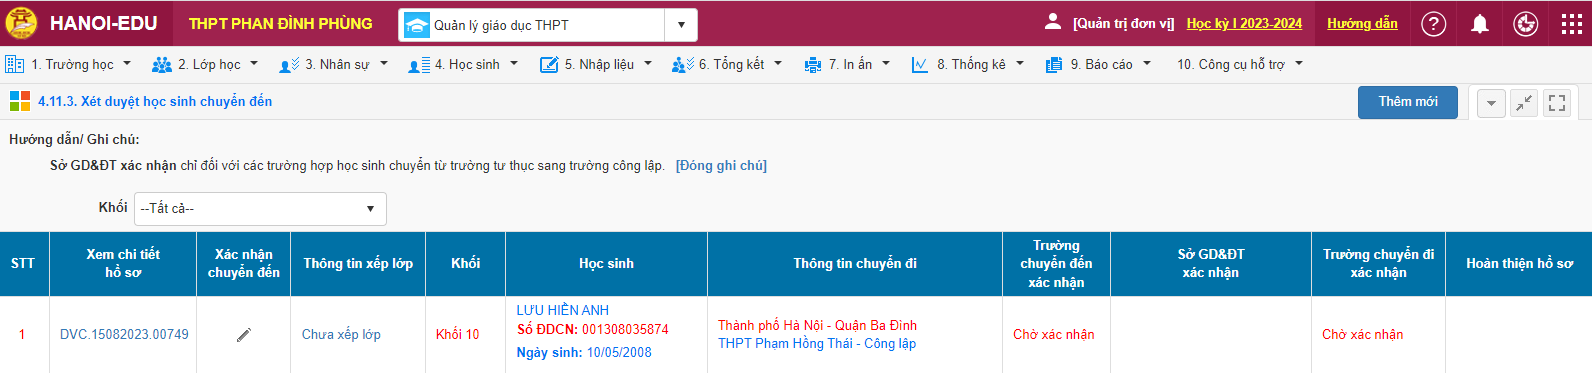 HANOI-EDU
THPT PHAN ĐÌNH PHÙNG
Quản lý giáo dục THPT
[Quản trị đơn vị]
Học kỳ I 2023-2024
Hướng dẫn
?
1. Trường học
2. Lớp học
3. Nhân sự
4. Học sinh
5. Nhập liệu
6. Tổng kết
7. In ấn
8. Thống kê
9. Báo cáo
10. Công cụ hỗ trợ
4.11.3. Xét duyệt học sinh chuyển đến
Thêm mới
Hướng dẫn/ Ghi chú:
Sở GD&ĐT xác nhận chỉ đối với các trường hợp học sinh chuyển từ trường tư thục sang trường công lập. [Đóng ghi chú]
Khối
--Tất cả--
STT
Xem chi tiết
hồ sơ
Xác nhận
chuyển đến
Thông tin xếp lớp
Khối
Học sinh
Thông tin chuyển đi
Trường
chuyển đến
xác nhận
Sở GD&ĐT
xác nhận
Trường chuyển đi
xác nhận
Hoàn thiện hồ sơ
1
DVC.15082023.00749
Chưa xếp lớp
Khối 10
LƯU HIỀN ANH
Số ĐDCN: 001308035874
Ngày sinh: 10/05/2008
Thành phố Hà Nội - Quận Ba Đình
THPT Phạm Hồng Thái - Công lập
Chờ xác nhận
Chờ xác nhận